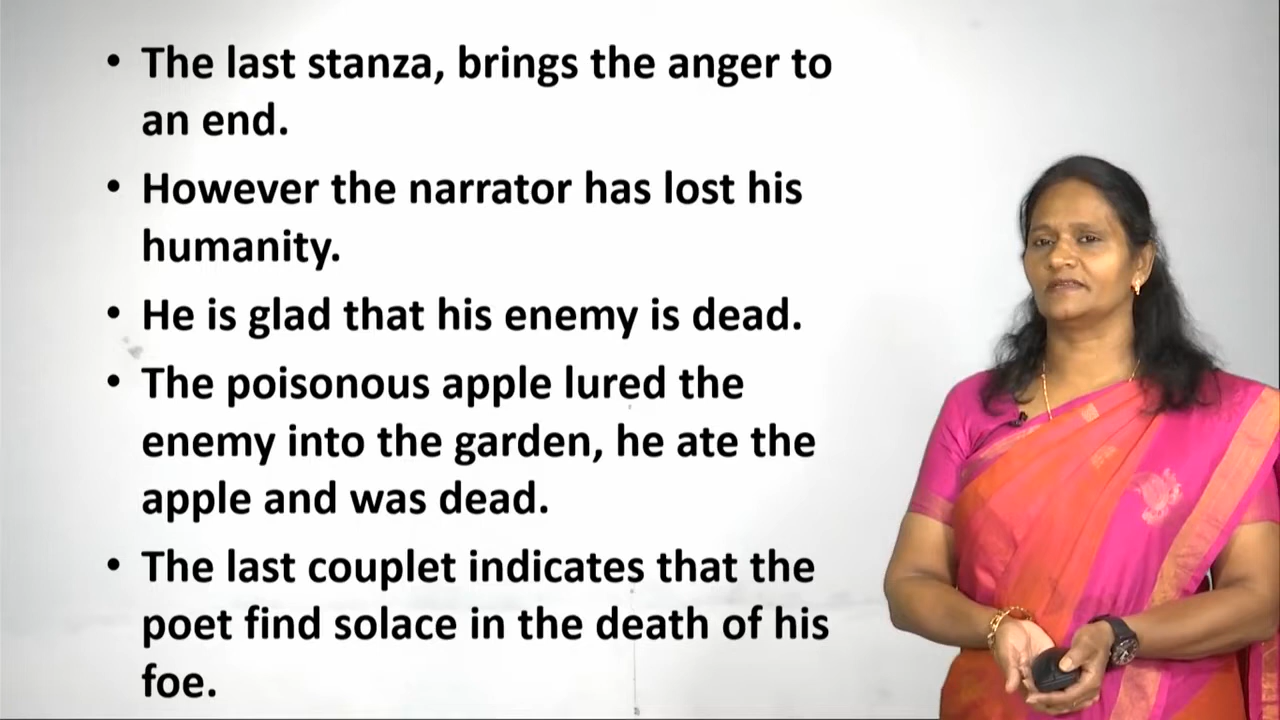 • The last stanza, brings the anger to
an end.
• However the narrator has lost his
humanity.
• He is glad that his enemy is dead.
• The poisonous apple lured the
enemy into the garden, he ate the
apple and was dead.
• The last couplet indicates that the
poet find solace in the death of his
foe.